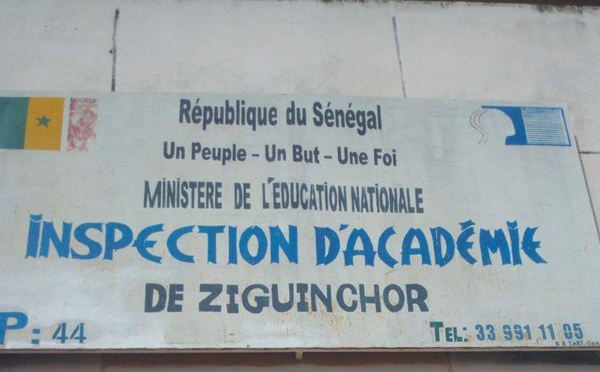 République du Sénégal
Un Peuple – Un But – Une Foi
MINISTERE DE L'EDUCATION NATIONALE
INSPECTION D'ACADÉMIE
DE ZIGUINCHOR
P: 44
TEL: 33 991 11 05